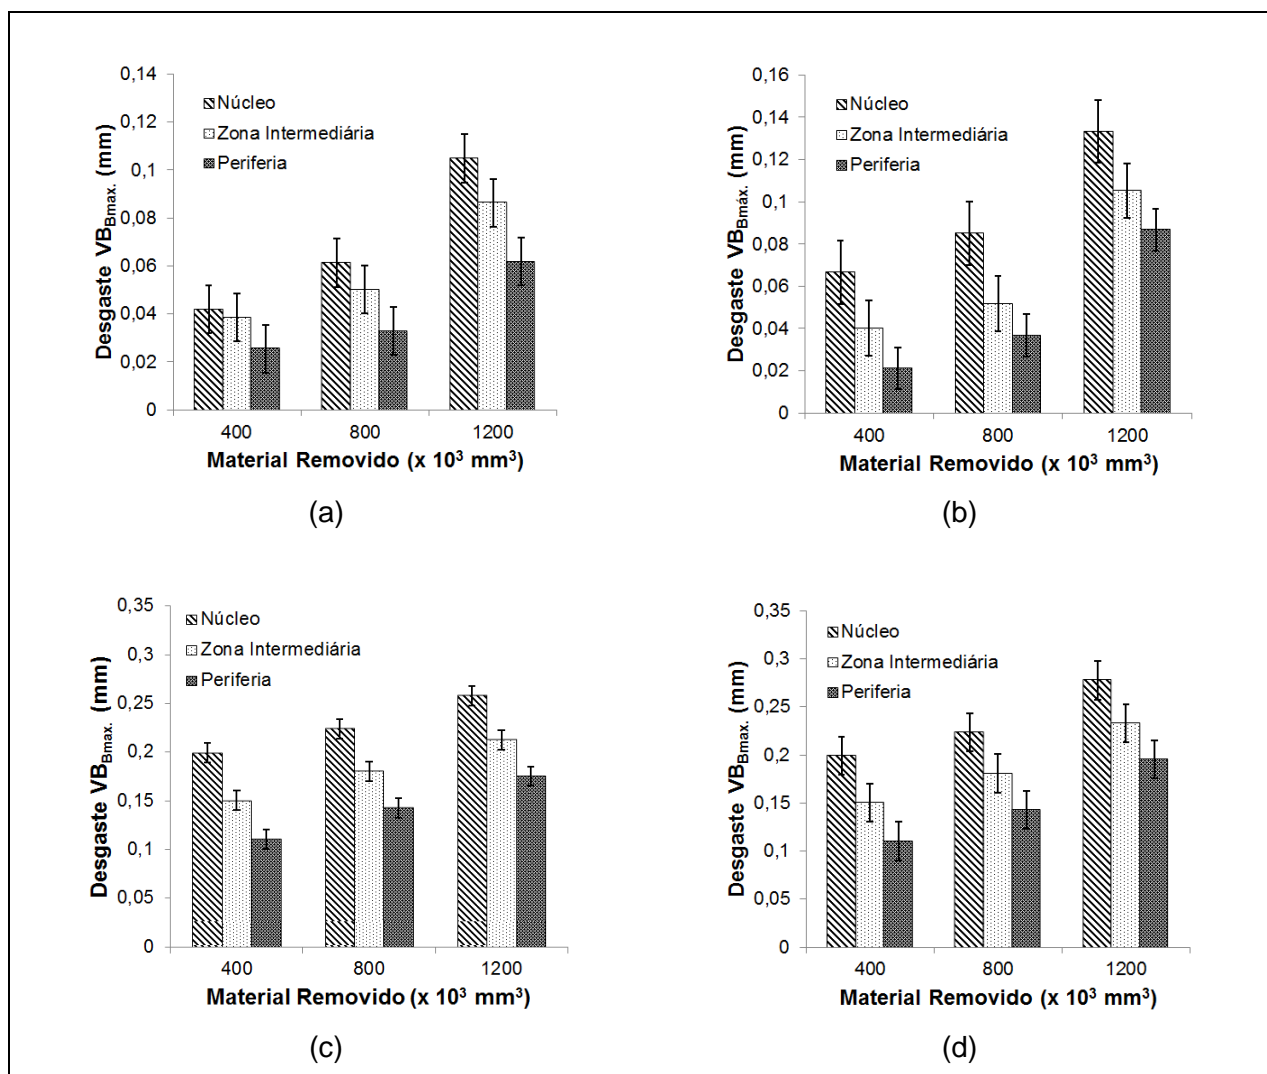 0,14
0,12
0,1
0,08
0,06
0,04
0,02
0
Desgaste VB_Bmax. (mm)
Núcleo
Zona Intermediária
Periferia
400 800 1200
Material Removido (x 10³ mm³)
(a)
0,16
0,14
0,12
0,1
0,08
0,06
0,04
0,02
0
Desgaste VB_Bmáx. (mm)
Núcleo
Zona Intermediária
Periferia
400 800 1200
Material Removido (x 10³ mm³)
(b)
0,35
0,3
0,25
0,2
0,15
0,1
0,05
0
Desgaste VB_Bmax. (mm)
Núcleo
Zona Intermediária
Periferia
400 800 1200
Material Removido (x 10³ mm³)
(c)
0,35
0,3
0,25
0,2
0,15
0,1
0,05
0
Desgaste VB_Bmax. (mm)
Núcleo
Zona Intermediária
Periferia
400 800 1200
Material Removido (x 10³ mm³)
(d)